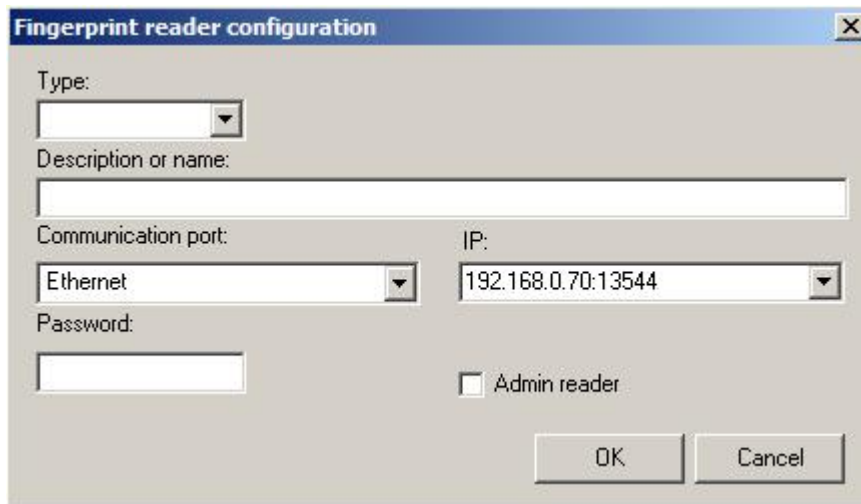 Fingerprint reader configuration
Type:
Description or name:
Communication port:
IP:
Ethernet
192.168.0.70:13544
Password:
Admin reader
OK
Cancel